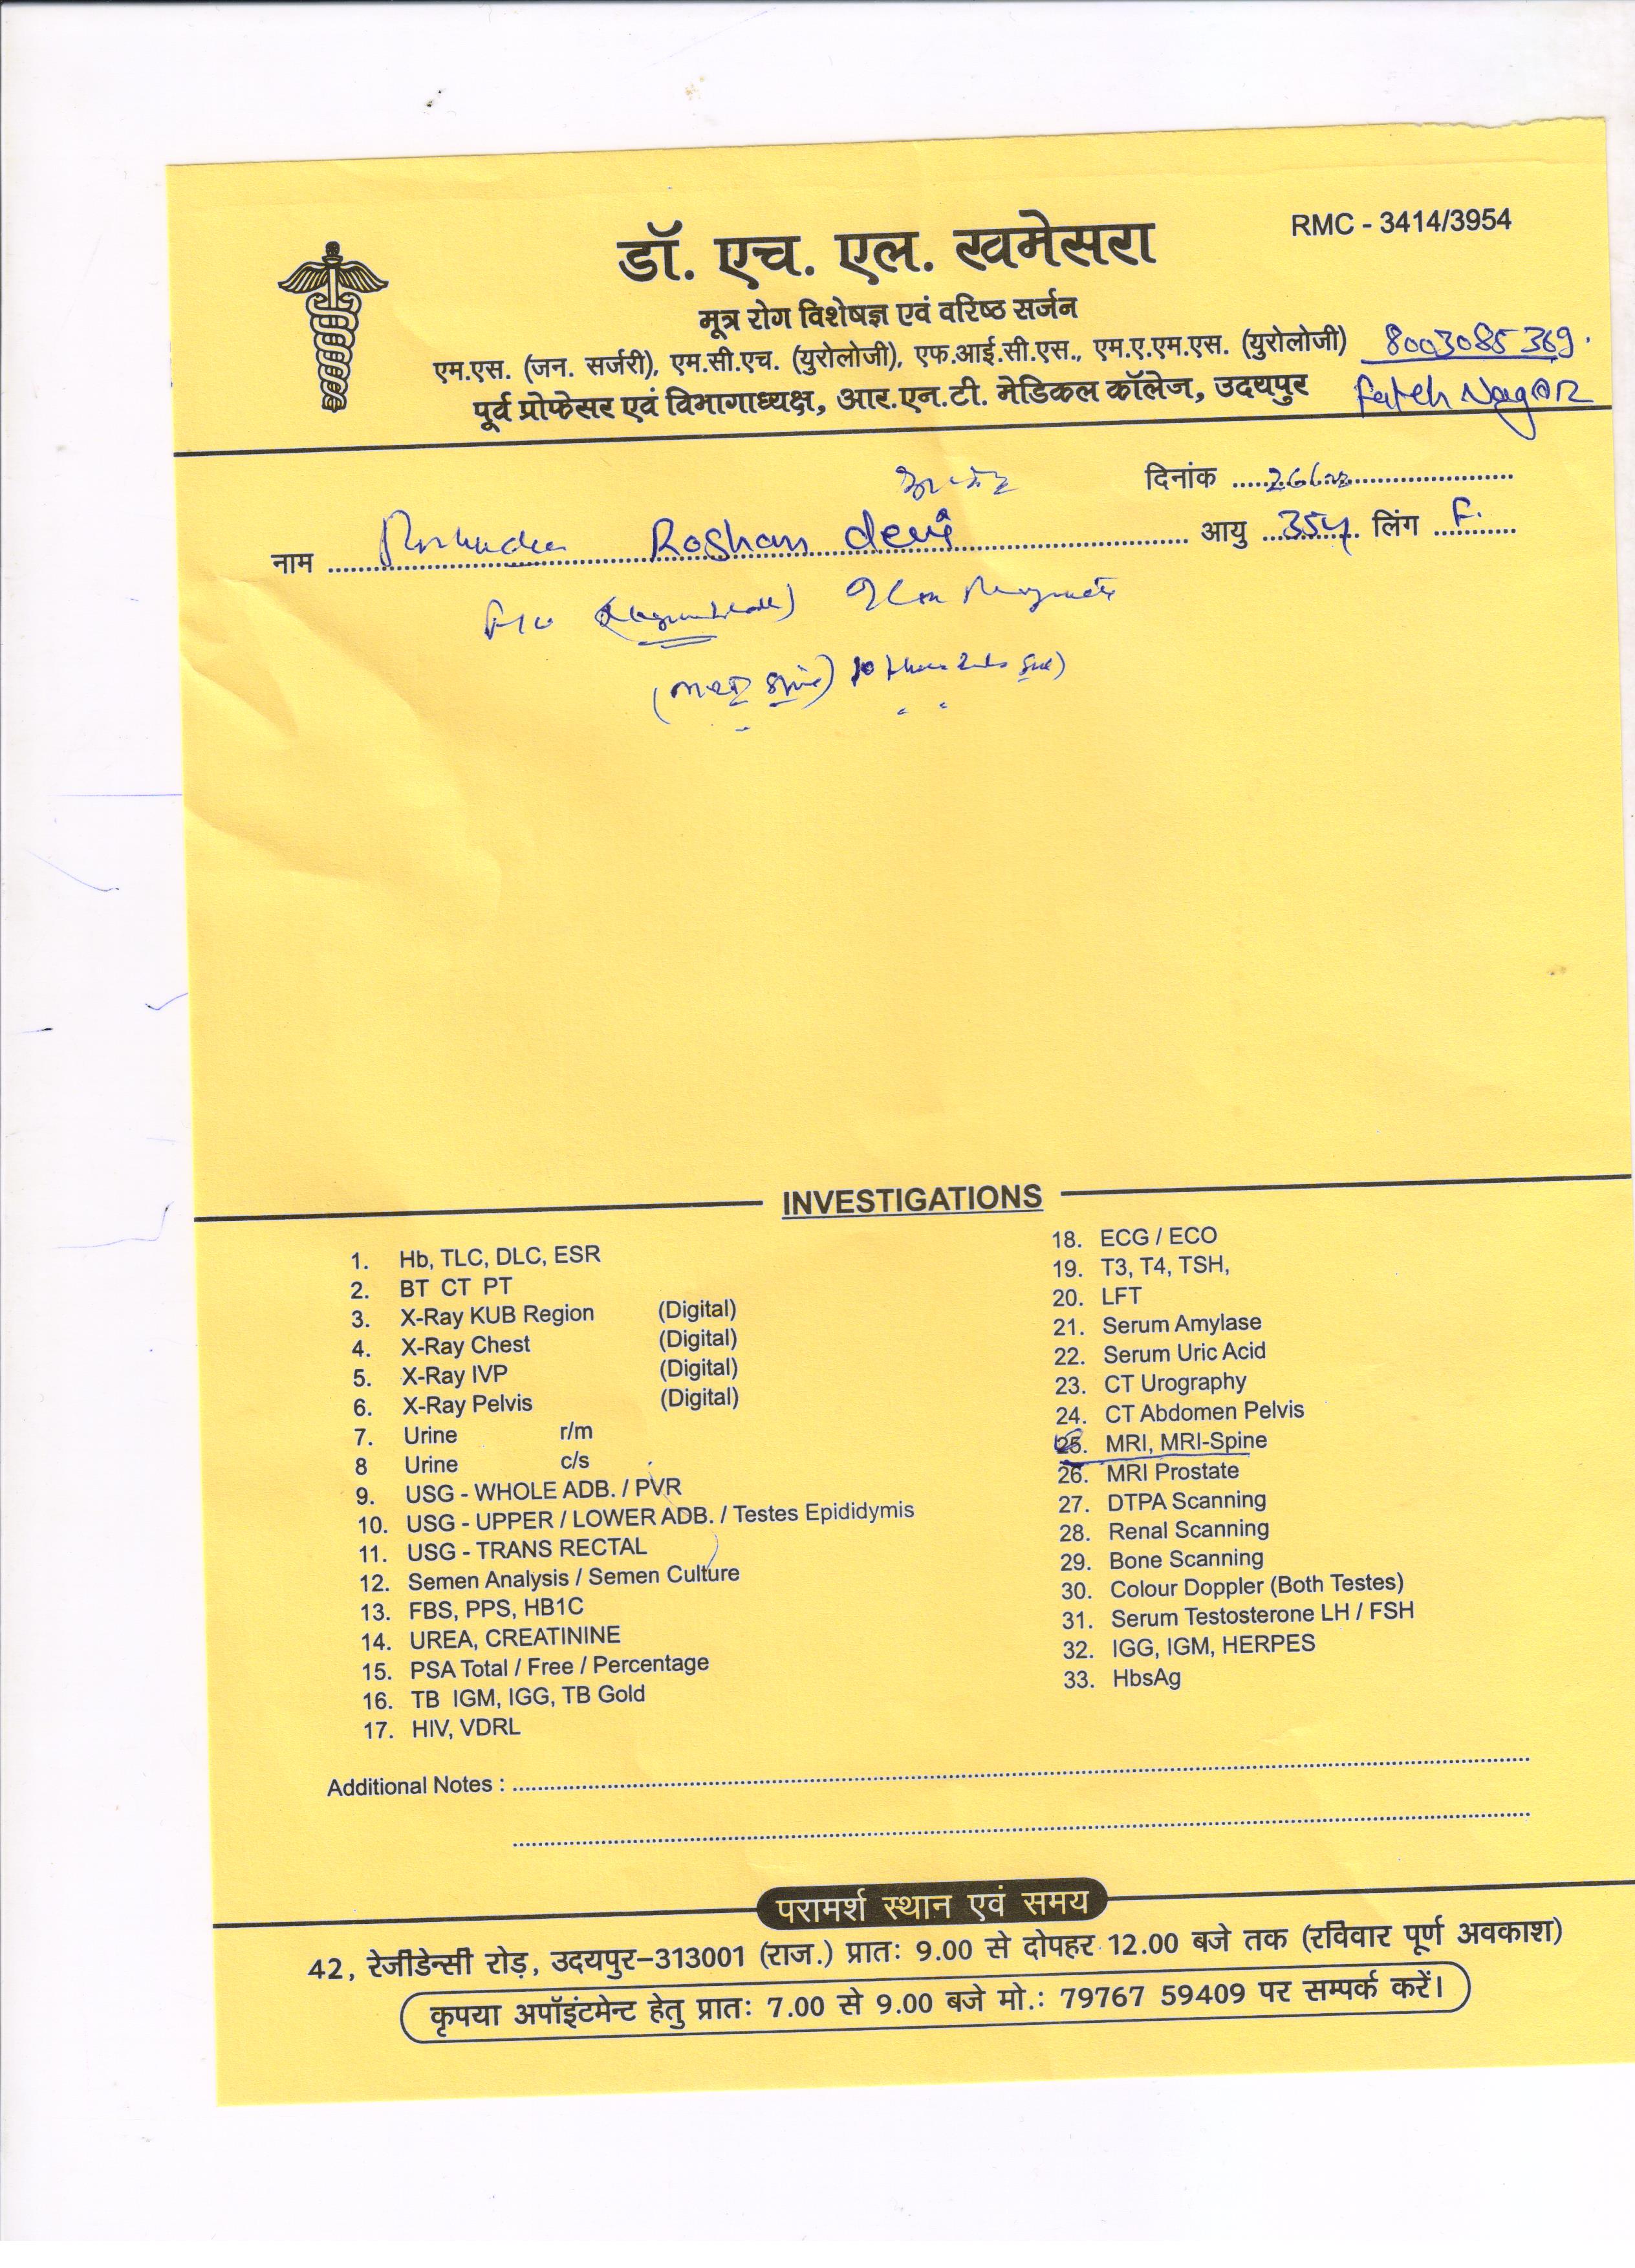 RMC - 3414/3954
डॉ. एच. एल. खमेसरा
मूत्र रोग विशेषज्ञ एवं वरिष्ठ सर्जन
एम.एस. (जन. सर्जरी), एम.सी.एच. (युरोलोजी), एफ.आई.सी.एस., एम.ए.एम.एस. (युरोलोजी) 8003085369.
पूर्व प्रोफेसर एवं विभागाध्यक्ष, आर.एन.टी. मेडिकल कॉलेज, उदयपुर Fateh Nagar
दिनांक
नाम Roshan devi आयु 35y लिंग F.
(MRI Spine)
INVESTIGATIONS
1. Hb, TLC, DLC, ESR
2. BT CT PT
3. X-Ray KUB Region (Digital)
4. X-Ray Chest (Digital)
5. X-Ray IVP (Digital)
6. X-Ray Pelvis (Digital)
7. Urine r/m
8 Urine c/s
9. USG - WHOLE ADB. / PVR
10. USG - UPPER / LOWER ADB. / Testes Epididymis
11. USG - TRANS RECTAL
12. Semen Analysis / Semen Culture
13. FBS, PPS, HB1C
14. UREA, CREATININE
15. PSA Total / Free / Percentage
16. TB IGM, IGG, TB Gold
17. HIV, VDRL
18. ECG / ECO
19. T3, T4, TSH,
20. LFT
21. Serum Amylase
22. Serum Uric Acid
23. CT Urography
24. CT Abdomen Pelvis
25. MRI, MRI-Spine
26. MRI Prostate
27. DTPA Scanning
28. Renal Scanning
29. Bone Scanning
30. Colour Doppler (Both Testes)
31. Serum Testosterone LH / FSH
32. IGG, IGM, HERPES
33. HbsAg
Additional Notes :
परामर्श स्थान एवं समय
42, रेजीडेन्सी रोड़, उदयपुर–313001 (राज.) प्रातः 9.00 से दोपहर 12.00 बजे तक (रविवार पूर्ण अवकाश)
कृपया अपॉइंटमेन्ट हेतु प्रातः 7.00 से 9.00 बजे मो.: 79767 59409 पर सम्पर्क करें।